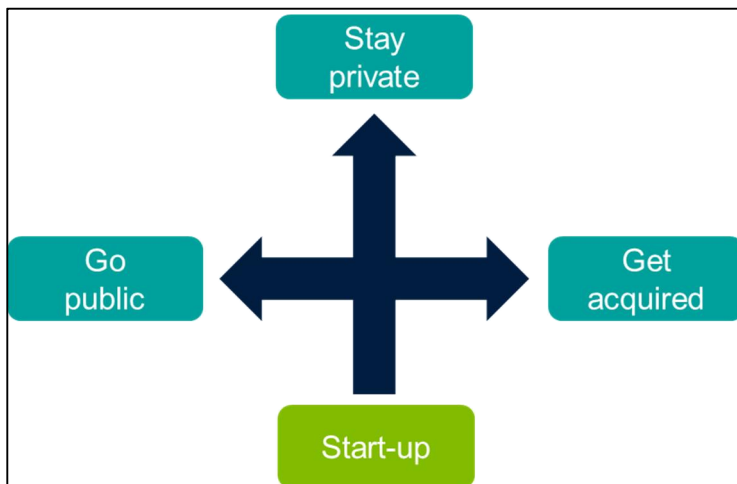 Stay
private
Go
public
Get
acquired
Start-up